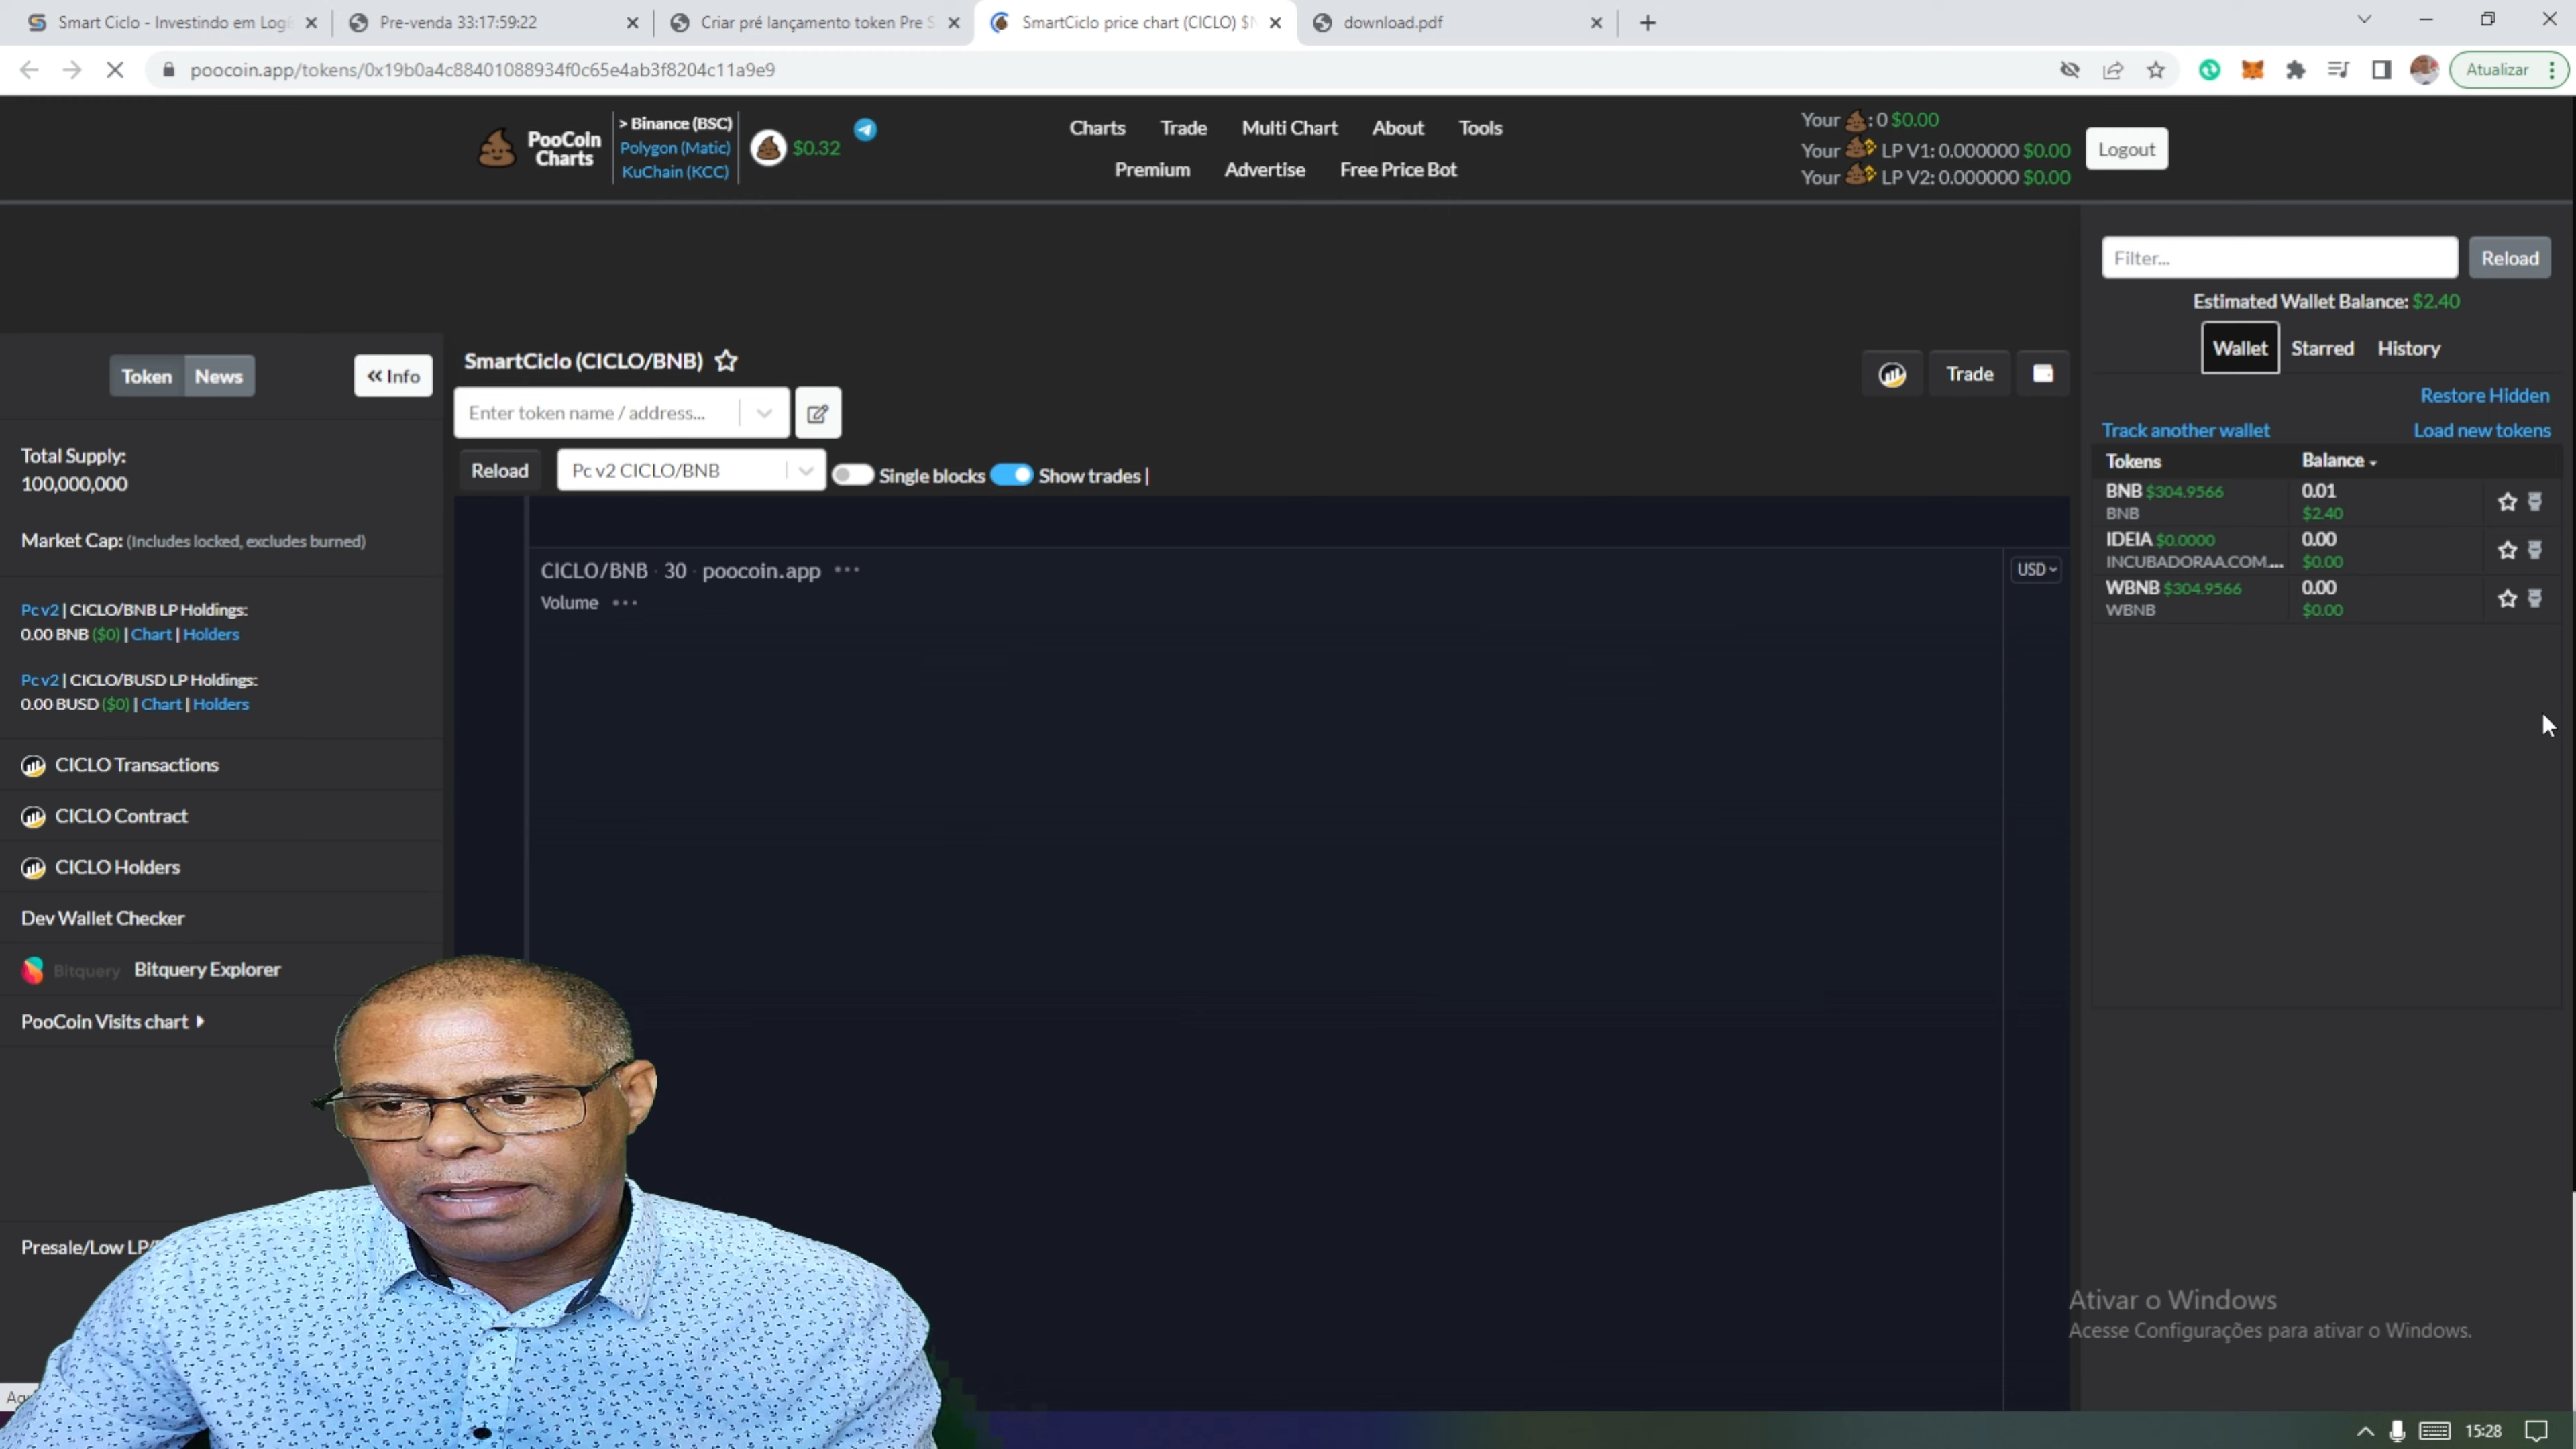 Smart Ciclo - Investindo em Logi
Pre-venda 33:17:59:22
Criar pré lançamento token Pre S
SmartCiclo price chart (CICLO) $N
download.pdf
poocoin.app/tokens/0x19b0a4c88401088934f0c65e4ab3f8204c11a9e9
Atualizar
PooCoin
Charts
> Binance (BSC)
Polygon (Matic)
KuChain (KCC)
$0.32
Charts Trade Multi Chart About Tools
Premium Advertise Free Price Bot
Your : 0 $0.00
Your LP V1: 0.000000 $0.00
Your LP V2: 0.000000 $0.00
Logout
Token News
<< Info
Total Supply:
100,000,000
Market Cap: (Includes locked, excludes burned)
Pc v2 | CICLO/BNB LP Holdings:
0.00 BNB ($0) | Chart | Holders
Pc v2 | CICLO/BUSD LP Holdings:
0.00 BUSD ($0) | Chart | Holders
CICLO Transactions
CICLO Contract
CICLO Holders
Dev Wallet Checker
Bitquery Bitquery Explorer
PooCoin Visits chart
Presale/Low LP/
SmartCiclo (CICLO/BNB)
Enter token name / address...
Trade
Reload
Pc v2 CICLO/BNB
Single blocks
Show trades |
CICLO/BNB · 30 · poocoin.app
Volume
USD
Filter...
Reload
Estimated Wallet Balance: $2.40
Wallet Starred History
Restore Hidden
Track another wallet
Load new tokens
Tokens Balance
BNB $304.9566 0.01
BNB $2.40
IDEIA $0.0000 0.00
INCUBADORAA.COM.... $0.00
WBNB $304.9566 0.00
WBNB $0.00
Ativar o Windows
Acesse Configurações para ativar o Windows.
15:28